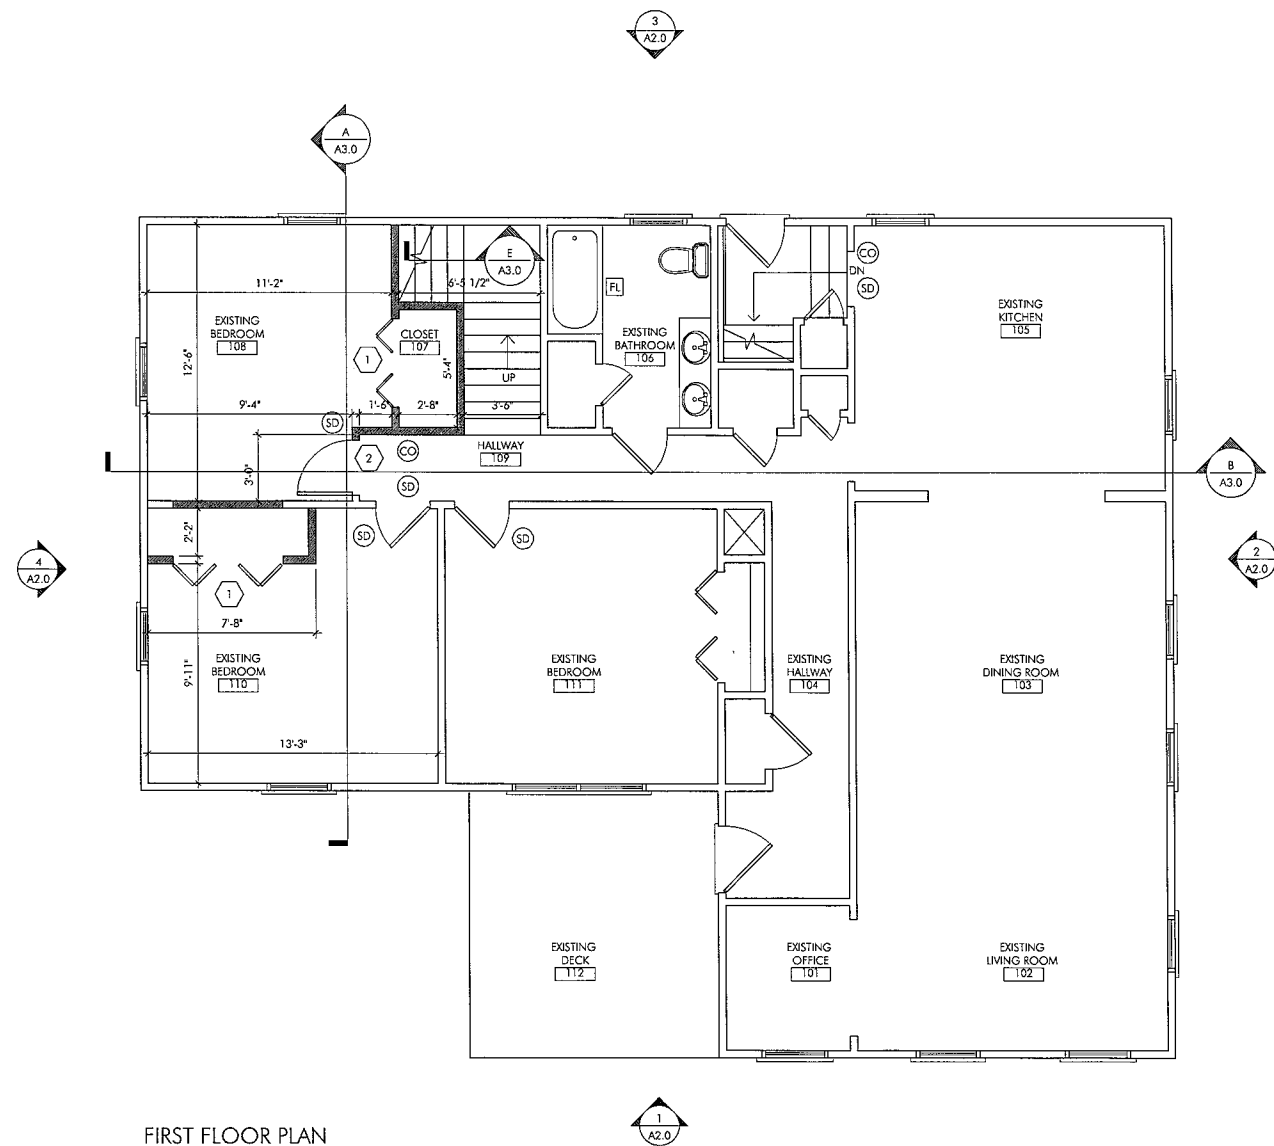 3
A2.0
A
A3.0
E
A3.0
6'-5 1/2"
11'-2"
FL
CO
DN
SD
EXISTING
BEDROOM
108
CLOSET
107
EXISTING
BATHROOM
106
EXISTING
KITCHEN
105
1
12'-6"
5'-4"
UP
9'-4"
1'-6"
2'-8"
3'-6"
SD
2
CO
HALLWAY
109
3'-0"
SD
B
A3.0
2'-2"
SD
SD
4
A2.0
2
A2.0
1
7'-8"
EXISTING
BEDROOM
110
9'-11"
EXISTING
BEDROOM
111
EXISTING
HALLWAY
104
EXISTING
DINING ROOM
103
13'-3"
EXISTING
DECK
112
EXISTING
OFFICE
101
EXISTING
LIVING ROOM
102
1
A2.0
FIRST FLOOR PLAN